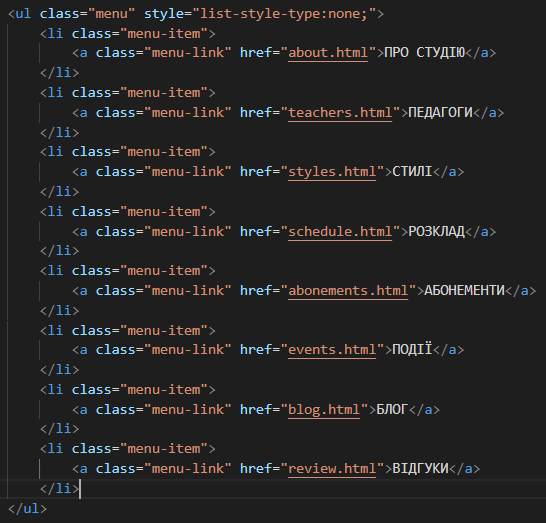 <ul class="menu" style="list-style-type:none;">
    <li class="menu-item">
        <a class="menu-link" href="about.html">ПРО СТУДІЮ</a>
    </li>
    <li class="menu-item">
        <a class="menu-link" href="teachers.html">ПЕДАГОГИ</a>
    </li>
    <li class="menu-item">
        <a class="menu-link" href="styles.html">СТИЛІ</a>
    </li>
    <li class="menu-item">
        <a class="menu-link" href="schedule.html">РОЗКЛАД</a>
    </li>
    <li class="menu-item">
        <a class="menu-link" href="abonements.html">АБОНЕМЕНТИ</a>
    </li>
    <li class="menu-item">
        <a class="menu-link" href="events.html">ПОДІЇ</a>
    </li>
    <li class="menu-item">
        <a class="menu-link" href="blog.html">БЛОГ</a>
    </li>
    <li class="menu-item">
        <a class="menu-link" href="review.html">ВІДГУКИ</a>
    </li>
</ul>